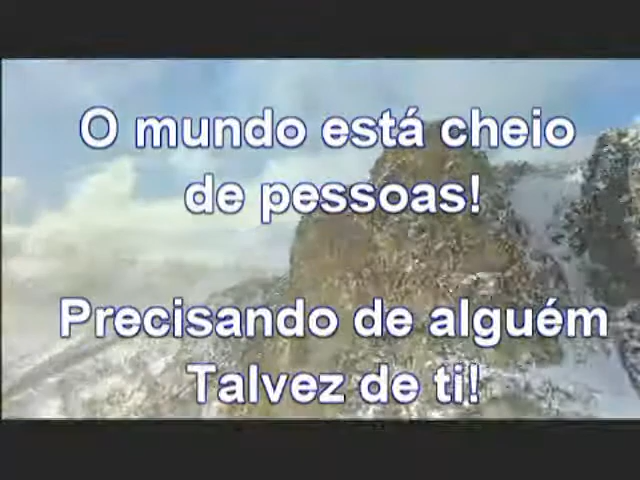 O mundo está cheio
de pessoas!
Precisando de alguém
Talvez de ti!